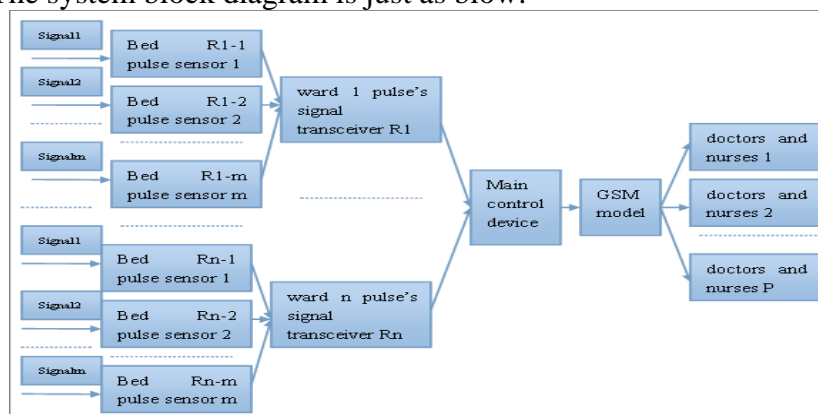 The system block diagram is just as blow:
Signal1
Bed R1-1
pulse sensor 1
Signal2
Bed R1-2
pulse sensor 2
Signalm
Bed R1-m
pulse sensor m
ward 1 pulse's
signal
transceiver R1
Signal1
Bed Rn-1
pulse sensor 1
Signal2
Bed Rn-2
pulse sensor 2
Signalm
Bed Rn-m
pulse sensor m
ward n pulse's
signal
transceiver Rn
Main
control
device
GSM
model
doctors and
nurses 1
doctors and
nurses 2
doctors and
nurses P